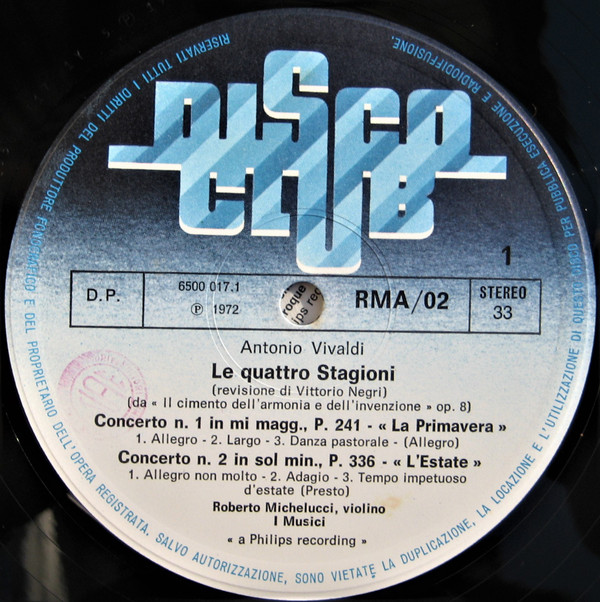 DISCO
CLUB
1
D.P.
6500 017.1
℗ 1972
RMA/02
STEREO
33
roque
ips rec
Antonio Vivaldi
Le quattro Stagioni
(revisione di Vittorio Negri)
(da « Il cimento dell'armonia e dell'invenzione » op. 8)
Concerto n. 1 in mi magg., P. 241 - « La Primavera »
1. Allegro - 2. Largo - 3. Danza pastorale - (Allegro)
Concerto n. 2 in sol min., P. 336 - « L'Estate »
1. Allegro non molto - 2. Adagio - 3. Tempo impetuoso
d'estate (Presto)
Roberto Michelucci, violino
I Musici
« a Philips recording »
RISERVATI TUTTI I DIRITTI DEL PRODUTTORE FONOGRAFICO E DEL PROPRIETARIO DELL'OPERA REGISTRATA. SALVO AUTORIZZAZIONE, SONO VIETATE LA DUPLICAZIONE, LA LOCAZIONE E L'UTILIZZAZIONE DI QUESTO DISCO PER PUBBLICA ESECUZIONE E RADIODIFFUSIONE.